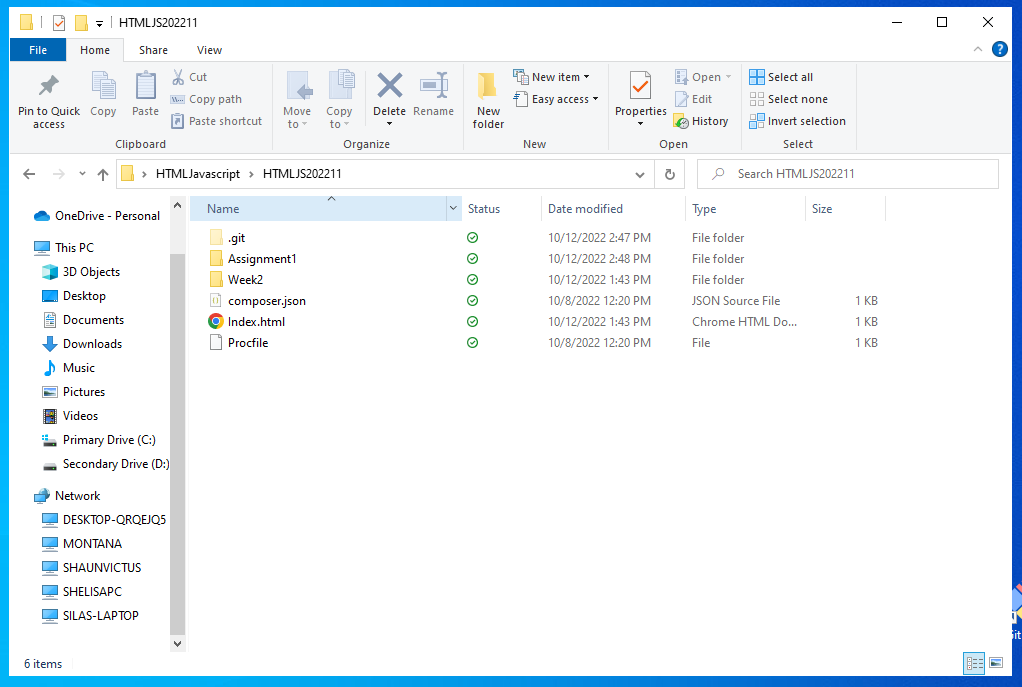 HTMLJS202211
File Home Share View
Pin to Quick access
Copy
Paste
Cut
Copy path
Paste shortcut
Clipboard
Move to
Copy to
Delete
Rename
Organize
New folder
New item
Easy access
New
Properties
Open
Edit
History
Open
Select all
Select none
Invert selection
Select
HTMLJavascript > HTMLJS202211
Search HTMLJS202211
OneDrive - Personal
This PC
3D Objects
Desktop
Documents
Downloads
Music
Pictures
Videos
Primary Drive (C:)
Secondary Drive (D:)
Network
DESKTOP-QRQEJQ5
MONTANA
SHAUNVICTUS
SHELISAPC
SILAS-LAPTOP
Name Status Date modified Type Size
.git 10/12/2022 2:47 PM File folder
Assignment1 10/12/2022 2:48 PM File folder
Week2 10/12/2022 1:43 PM File folder
composer.json 10/8/2022 12:20 PM JSON Source File 1 KB
Index.html 10/12/2022 1:43 PM Chrome HTML Do... 1 KB
Procfile 10/8/2022 12:20 PM File 1 KB
6 items